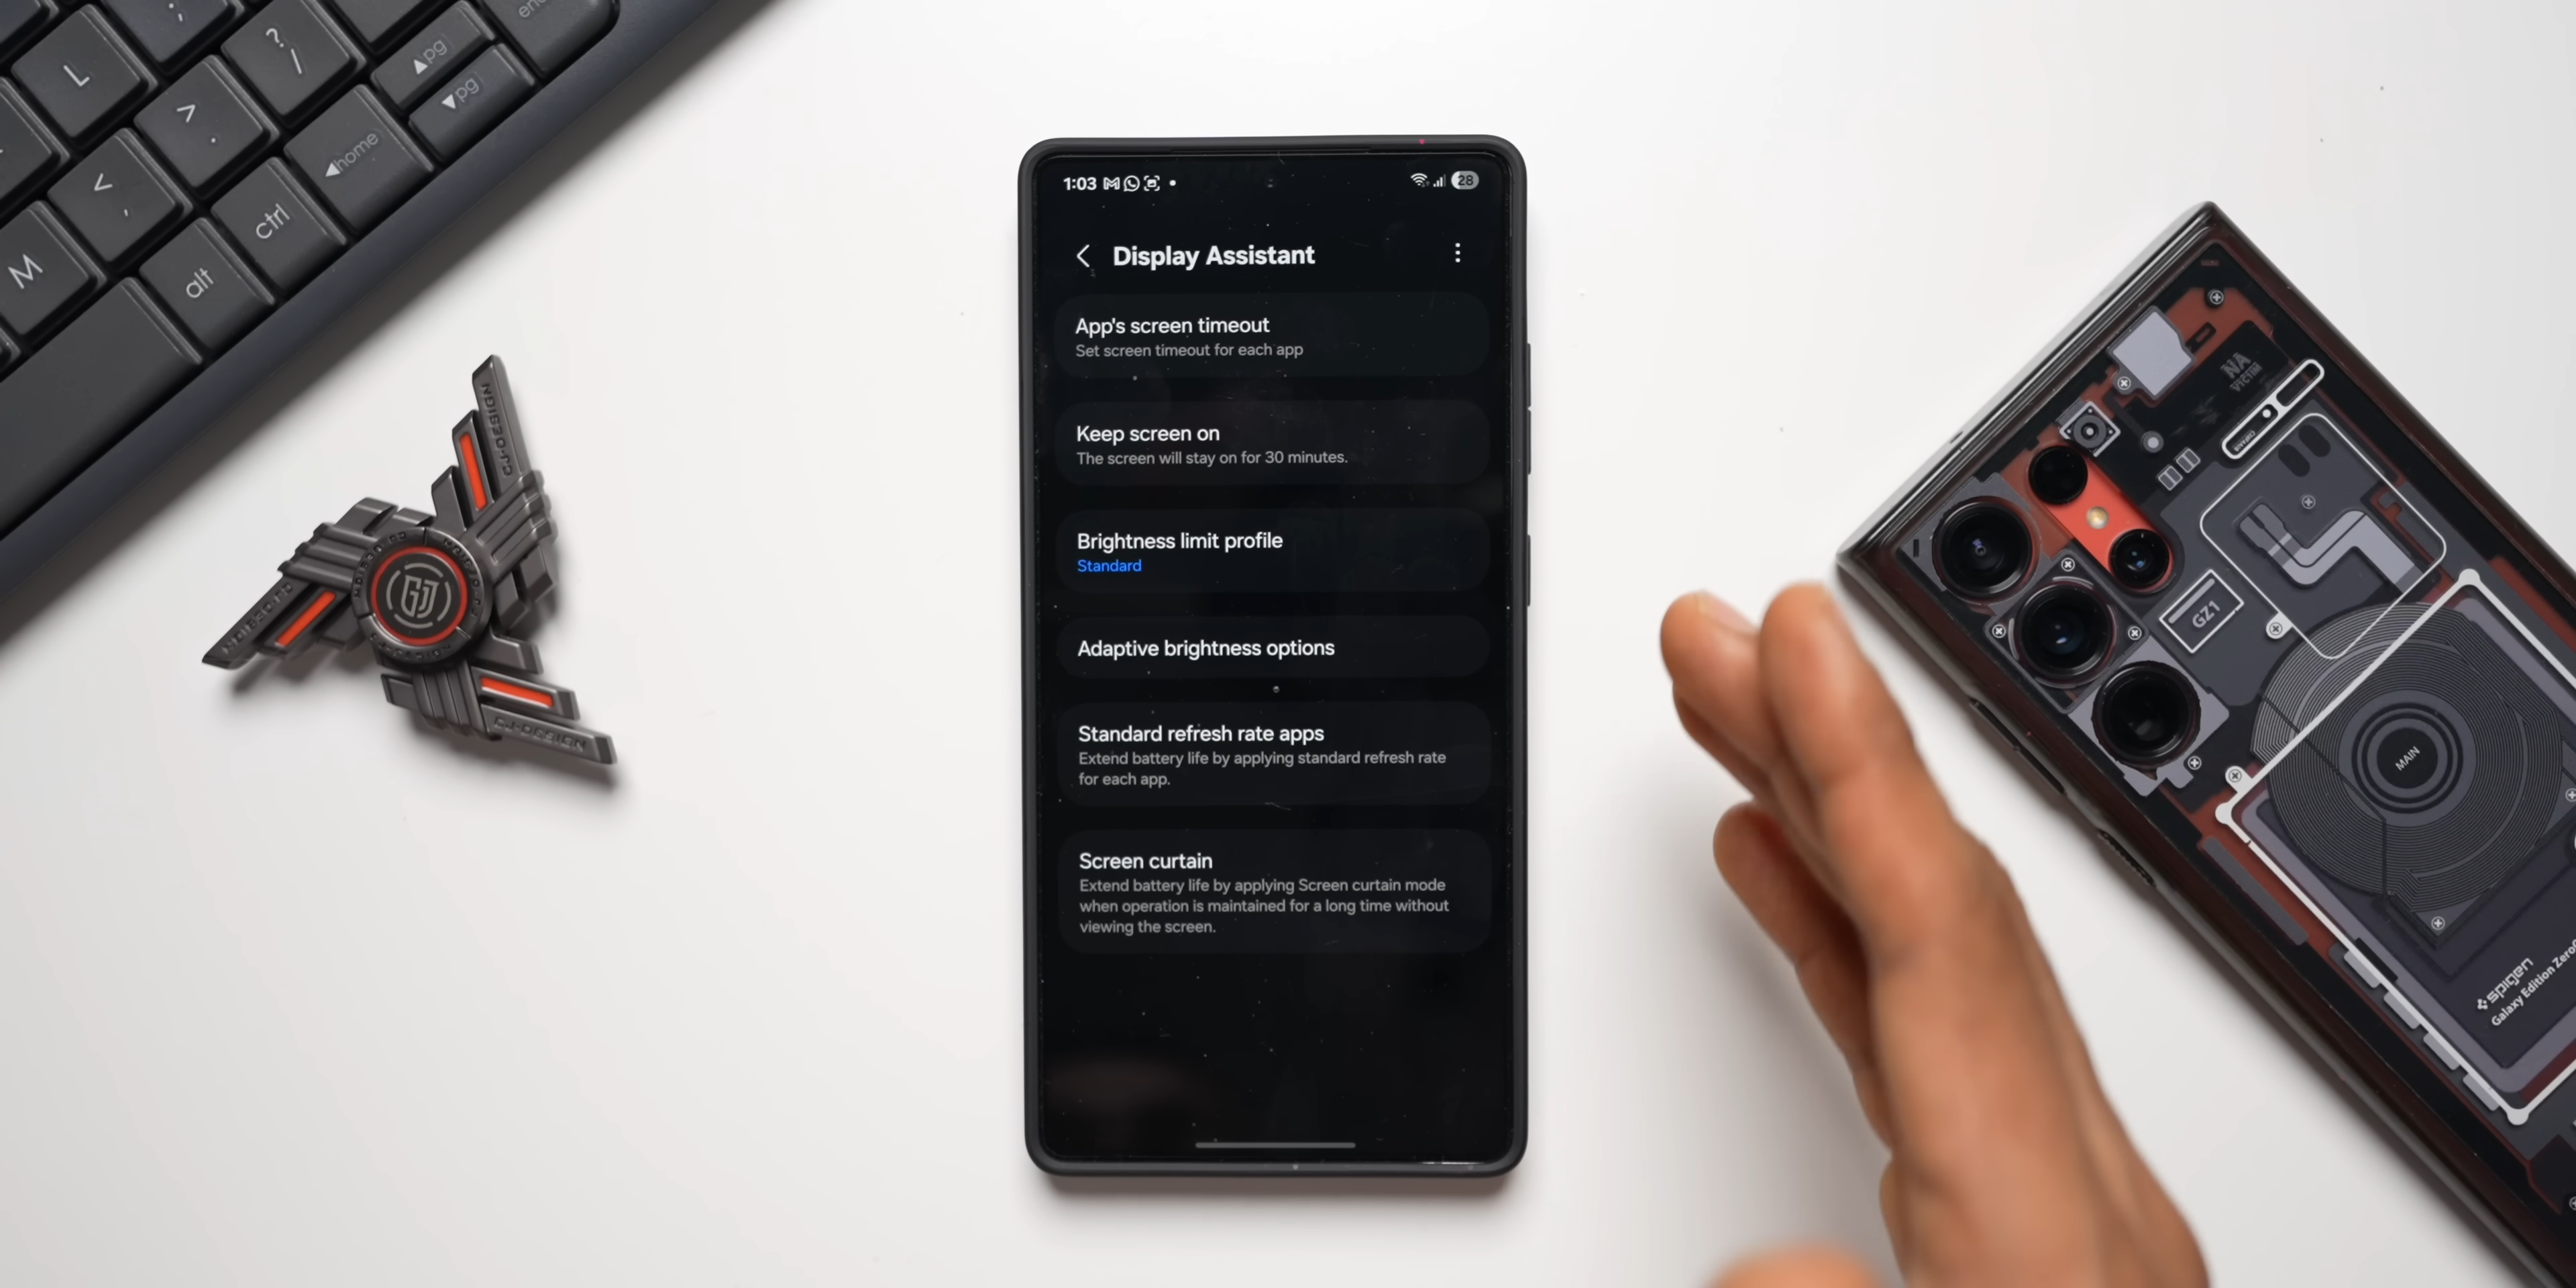 1:03
28
Display Assistant
App's screen timeout
Set screen timeout for each app
Keep screen on
The screen will stay on for 30 minutes.
Brightness limit profile
Standard
Adaptive brightness options
Standard refresh rate apps
Extend battery life by applying standard refresh rate
for each app.
Screen curtain
Extend battery life by applying Screen curtain mode
when operation is maintained for a long time without
viewing the screen.
L
;
?
/
pg
pg
>
.
home
<
,
ctrl
M
alt
CJ-DESIGN
GJ
CJ-DESIGN
NA
VICTIM
GZ1
MAIN
spigen
Galaxy Edition